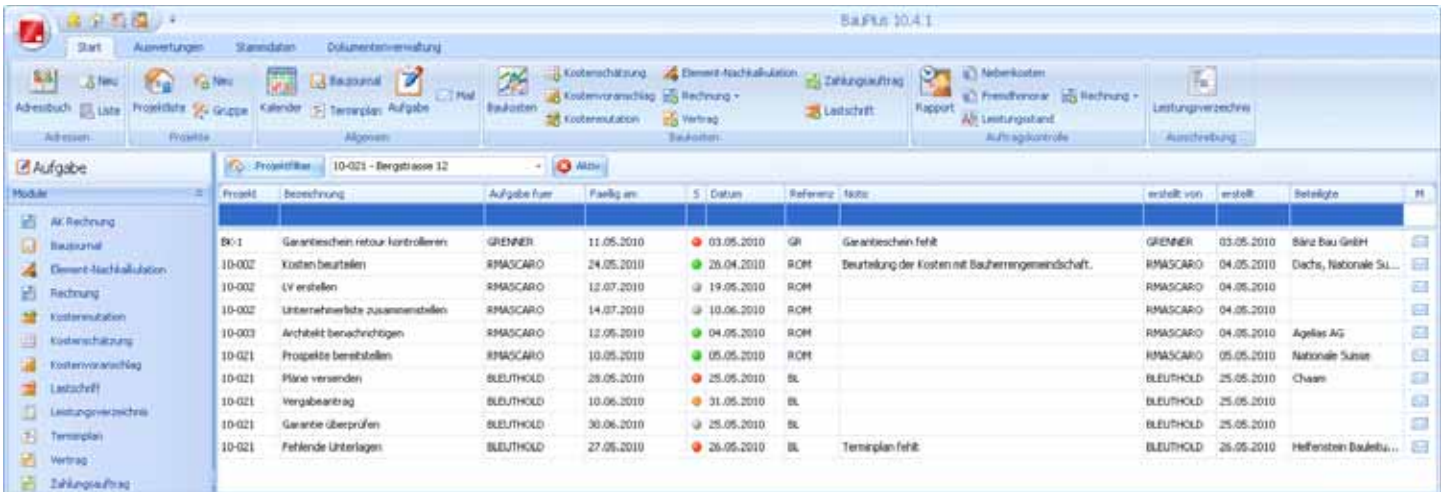 BauPlus 10.4.1
Start Auswertungen Stammdaten Dokumentenverwaltung
Neu Neu Baujournal Kostenschätzung Element-Nachkalkulation Zahlungsauftrag Nebenkosten
Adressbuch Projektliste Kalender Aufgabe Mail Baukosten Kostenvoranschlag Rechnung Rapport Fremdhonorar Rechnung Leistungsverzeichnis
Liste Gruppe Terminplan Kostenmutation Vertrag Lastschrift Leistungsstand
Adressen Projekte Allgemein Baukosten Auftragskontrolle Ausschreibung
Aufgabe Projektfilter 10-021 - Bergstrasse 12 Aktiv
Module Projekt Bezeichnung Aufgabe fuer Faellig am S Datum Referenz Notiz erstellt von erstellt Beteiligte M
AK Rechnung
Baujournal
Element-Nachkalkulation
Rechnung
Kostenmutation
Kostenschätzung
Kostenvoranschlag
Lastschrift
Leistungsverzeichnis
Terminplan
Vertrag
Zahlungsauftrag
BK-1 Garantieschein retour kontrollieren GRENNER 11.05.2010 03.05.2010 GR Garantieschein fehlt GRENNER 03.05.2010 Bänz Bau GmbH
10-002 Kosten beurteilen RMASCARO 24.05.2010 26.04.2010 ROM Beurteilung der Kosten mit Bauherrengemeindschaft. RMASCARO 04.05.2010 Dachs, Nationale Su...
10-002 LV erstellen RMASCARO 12.07.2010 19.05.2010 ROM RMASCARO 04.05.2010
10-002 Unternehmerliste zusammenstellen RMASCARO 14.07.2010 10.06.2010 ROM RMASCARO 04.05.2010
10-003 Architekt benachrichtigen RMASCARO 12.05.2010 04.05.2010 ROM RMASCARO 04.05.2010 Agelias AG
10-021 Prospekte bereitstellen RMASCARO 10.05.2010 05.05.2010 ROM RMASCARO 05.05.2010 Nationale Suisse
10-021 Pläne versenden BLEUTHOLD 28.05.2010 25.05.2010 BL BLEUTHOLD 25.05.2010 Chaam
10-021 Vergabeantrag BLEUTHOLD 10.06.2010 31.05.2010 BL BLEUTHOLD 25.05.2010
10-021 Garantie überprüfen BLEUTHOLD 30.06.2010 25.05.2010 BL BLEUTHOLD 25.05.2010
10-021 Fehlende Unterlagen BLEUTHOLD 27.05.2010 26.05.2010 BL Terminplan fehlt BLEUTHOLD 26.05.2010 Helfenstein Bauleitu...